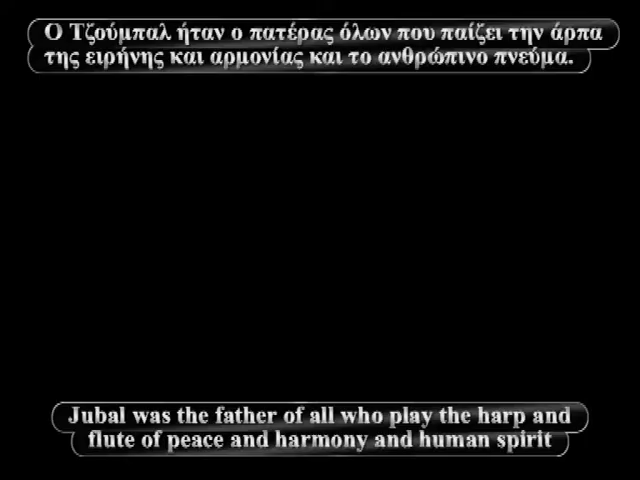 Ο Τζούμπαλ ήταν ο πατέρας όλων που παίζει την άρπα
της ειρήνης και αρμονίας και το ανθρώπινο πνεύμα.
Jubal was the father of all who play the harp and
flute of peace and harmony and human spirit